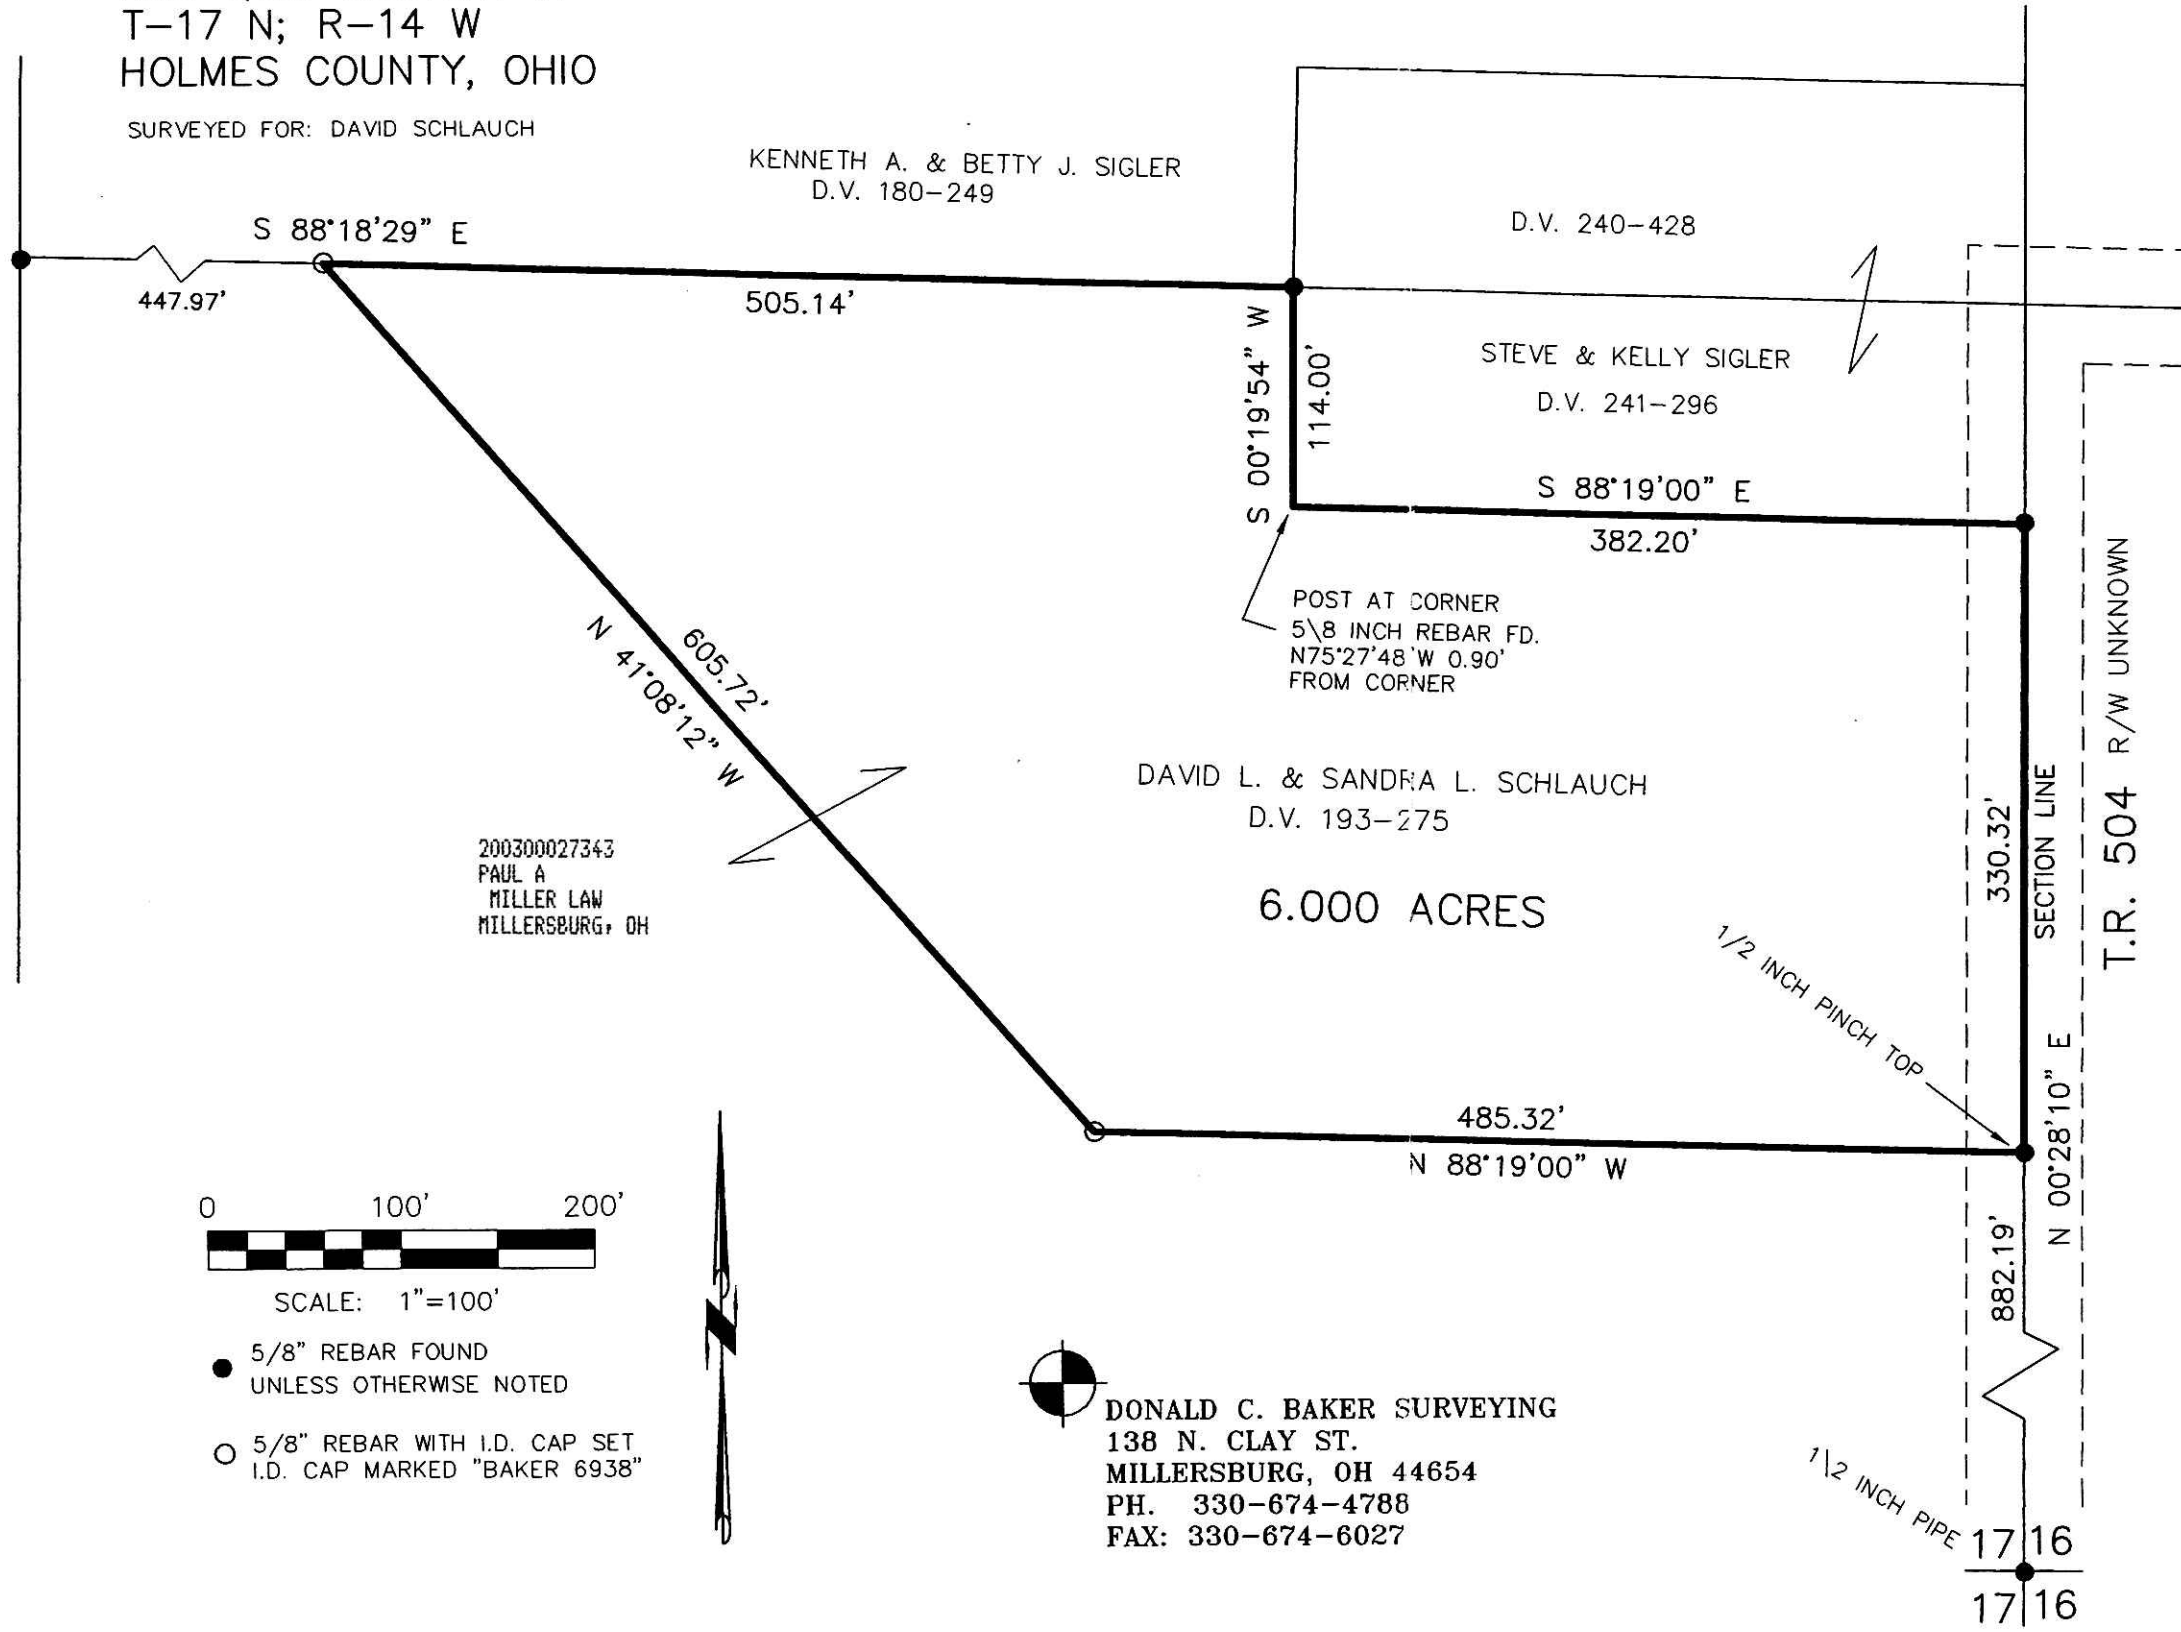 T-17 N; R-14 W
HOLMES COUNTY, OHIO
SURVEYED FOR: DAVID SCHLAUCH
KENNETH A. & BETTY J. SIGLER
D.V. 180-249
S 88°18'29" E
447.97'
505.14'
D.V. 240-428
STEVE & KELLY SIGLER
D.V. 241-296
S 00°19'54" W
114.00'
S 88°19'00" E
382.20'
POST AT CORNER
5\8 INCH REBAR FD.
N75°27'48'W 0.90'
FROM CORNER
605.72'
N 41°08'12" W
DAVID L. & SANDRA L. SCHLAUCH
D.V. 193-275
6.000 ACRES
200300027343
PAUL A
MILLER LAW
MILLERSBURG, OH
330.32'
SECTION LINE
T.R. 504 R/W UNKNOWN
1/2 INCH PINCH TOP
N 00°28'10" E
485.32'
N 88°19'00" W
882.19'
0 100' 200'
SCALE: 1"=100'
5/8" REBAR FOUND
UNLESS OTHERWISE NOTED
5/8" REBAR WITH I.D. CAP SET
I.D. CAP MARKED "BAKER 6938"
DONALD C. BAKER SURVEYING
138 N. CLAY ST.
MILLERSBURG, OH 44654
PH. 330-674-4788
FAX: 330-674-6027
1\2 INCH PIPE
17 16
17 16